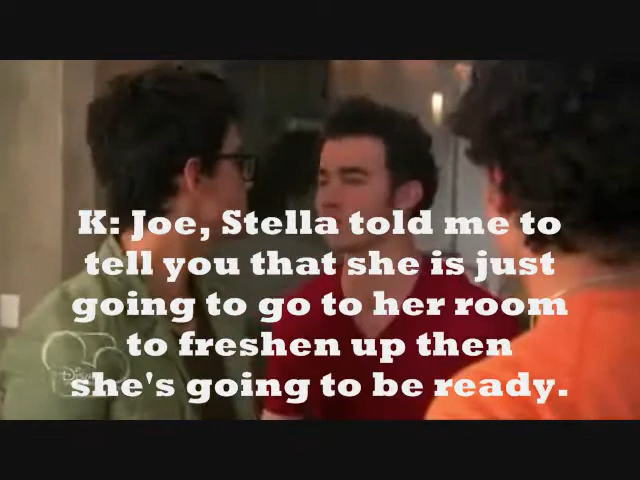 K: Joe, Stella told me to
tell you that she is just
going to go to her room
to freshen up then
she's going to be ready.